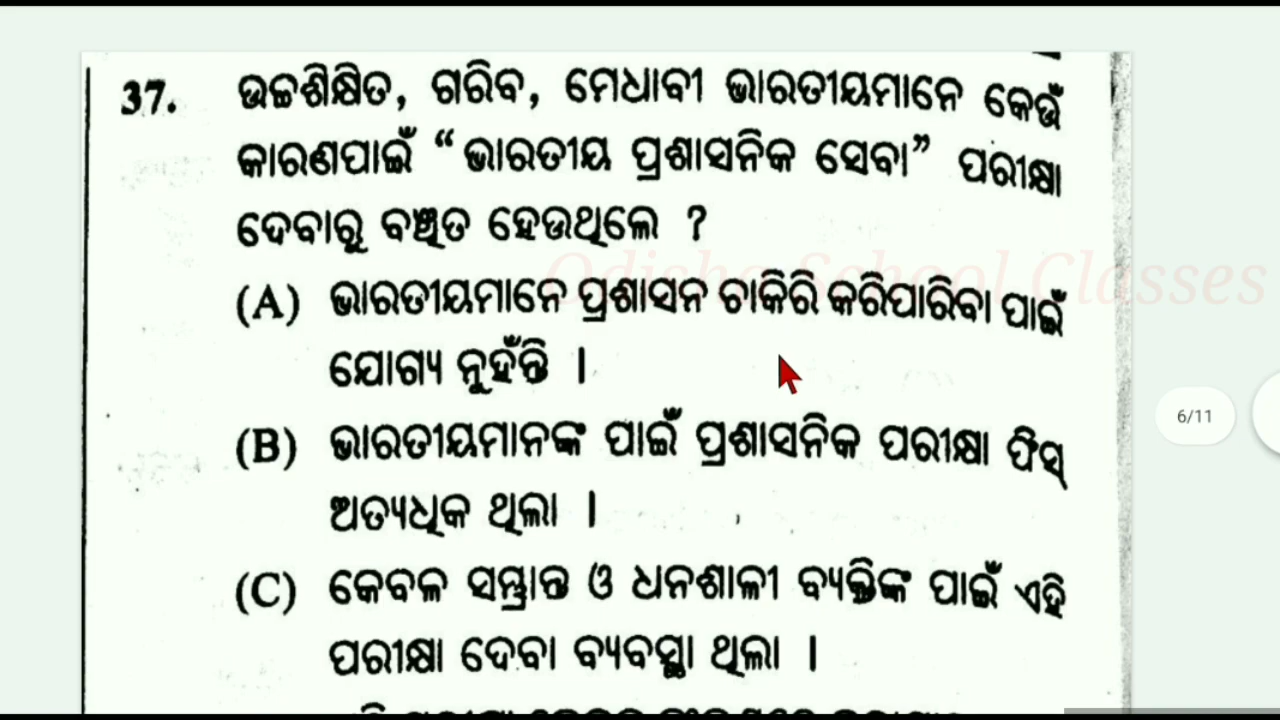 37. ଉଚ୍ଚଶିକ୍ଷିତ, ଗରିବ, ମେଧାବୀ ଭାରତୀୟମାନେ କେଉଁ
କାରଣପାଇଁ “ଭାରତୀୟ ପ୍ରଶାସନିକ ସେବା” ପରୀକ୍ଷା
ଦେବାରୁ ବଞ୍ଚିତ ହେଉଥିଲେ ?
Odisha School Classes
(A) ଭାରତୀୟମାନେ ପ୍ରଶାସନ ଚାକିରି କରିପାରିବା ପାଇଁ
ଯୋଗ୍ୟ ନୁହଁନ୍ତି ।
(B) ଭାରତୀୟମାନଙ୍କ ପାଇଁ ପ୍ରଶାସନିକ ପରୀକ୍ଷା ଫିସ୍
6/11
ଅତ୍ୟଧିକ ଥିଲା ।
(C) କେବଳ ସମ୍ଭ୍ରାନ୍ତ ଓ ଧନଶାଳୀ ବ୍ୟକ୍ତିଙ୍କ ପାଇଁ ଏହି
ପରୀକ୍ଷା ଦେବା ବ୍ୟବସ୍ଥା ଥିଲା ।